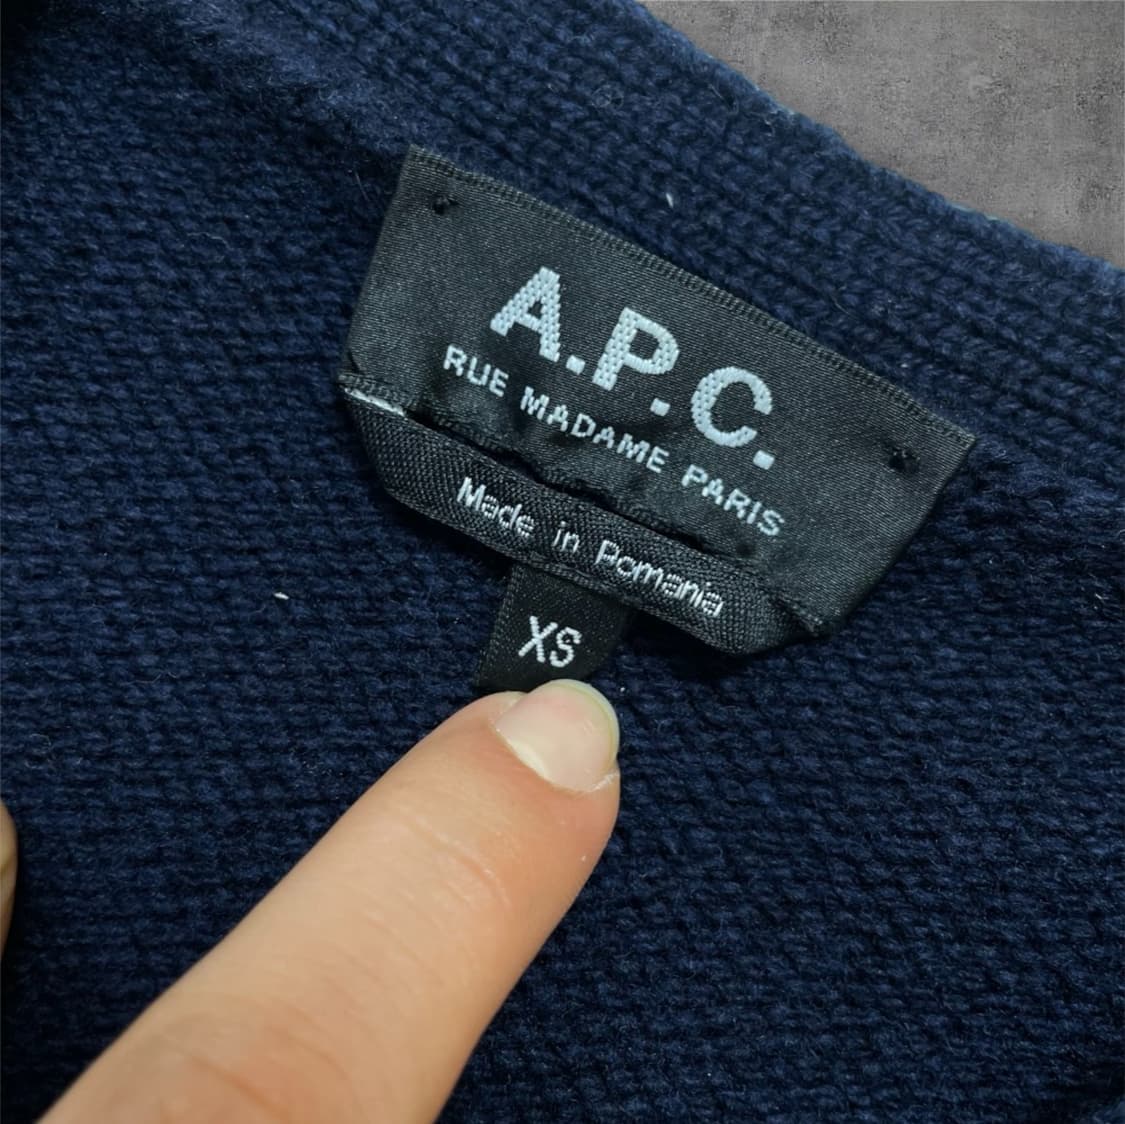 A.P.C.
RUE MADAME PARIS
Made in Romania
XS